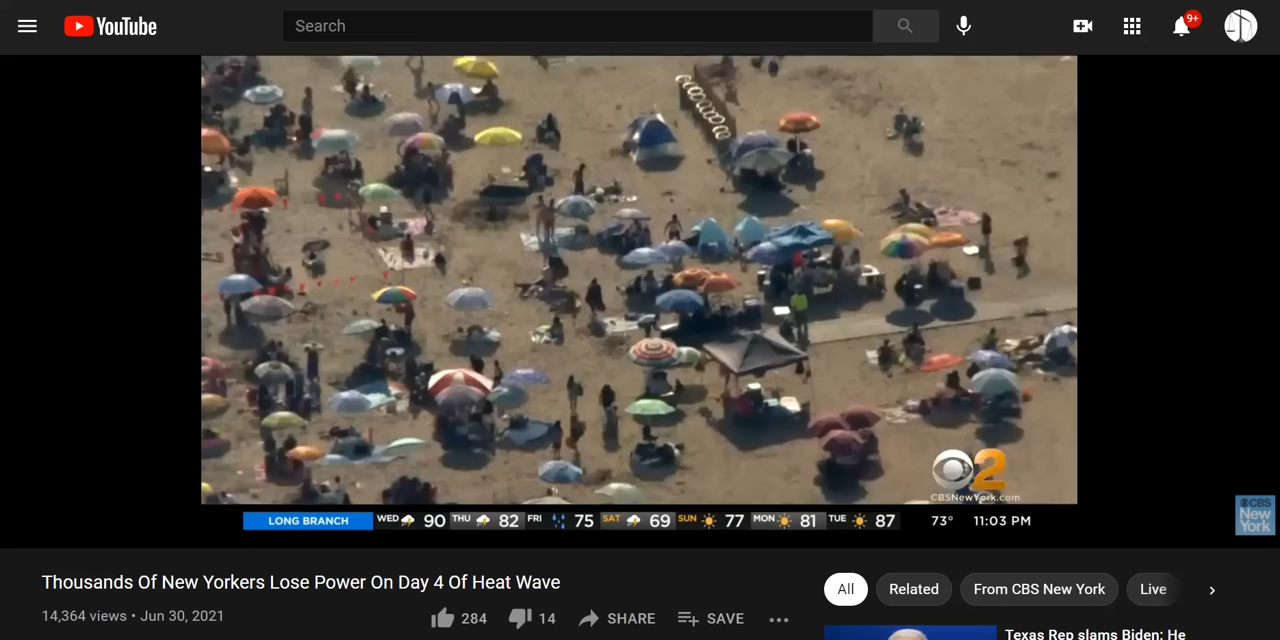 YouTube
Search
9+
CBS 2
CBSNewYork.com
LONG BRANCH WED 90 THU 82 FRI 75 SAT 69 SUN 77 MON 81 TUE 87 73° 11:03 PM
CBS
New
York
Thousands Of New Yorkers Lose Power On Day 4 Of Heat Wave
14,364 views • Jun 30, 2021
284 14 SHARE SAVE
All Related From CBS New York Live
Texas Rep slams Biden: He